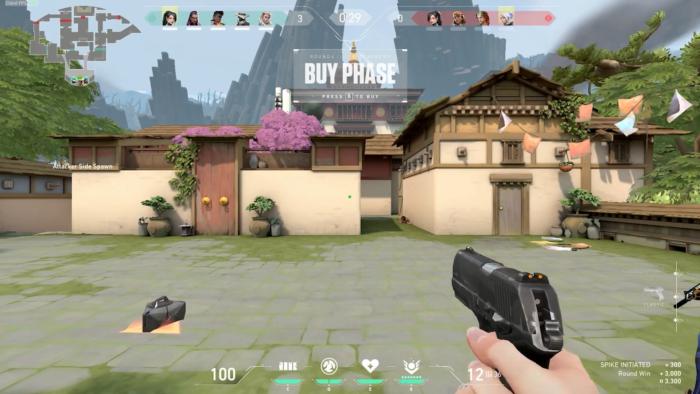 3
0:29
0
BUY PHASE
PRESS B TO BUY
Attacker Side Spawn
100
12
36
C
Q
E
X
SPIKE INITIATED + 300
Round Win + 3,000
3,300